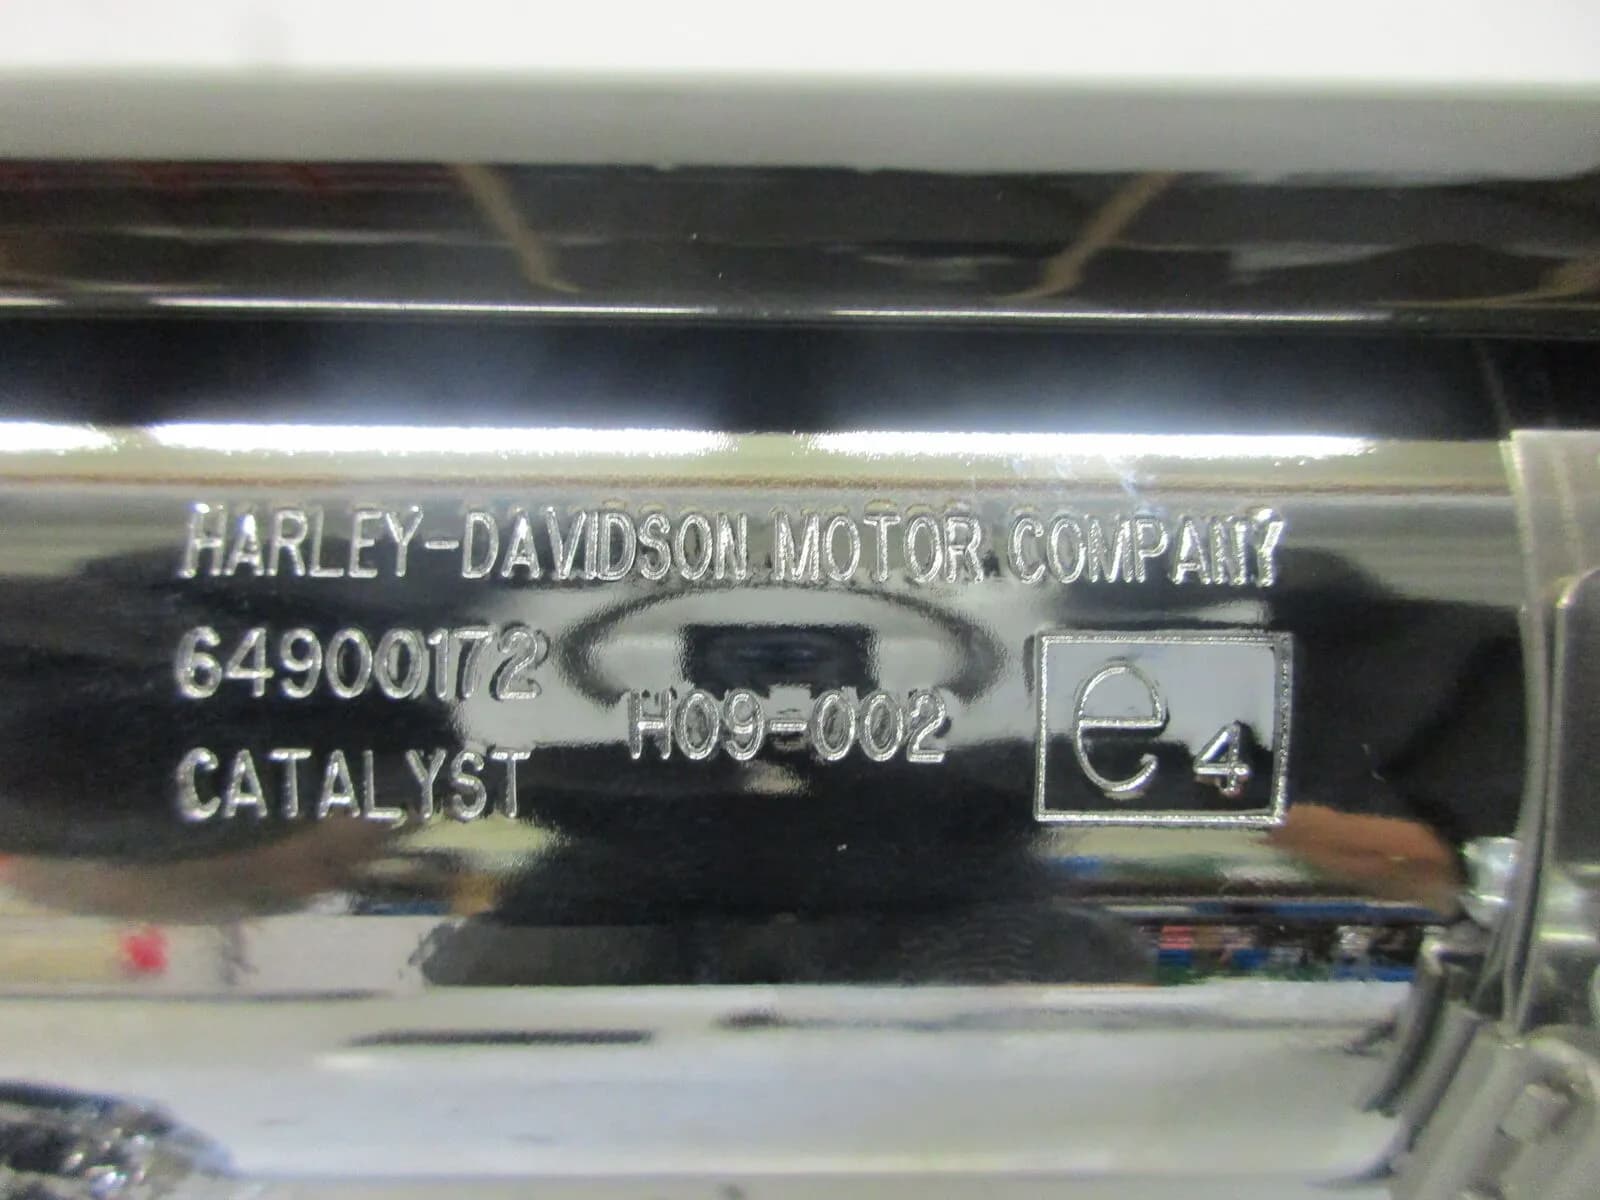 HARLEY-DAVIDSON MOTOR COMPANY
64900172
H09-002
CATALYST
e4